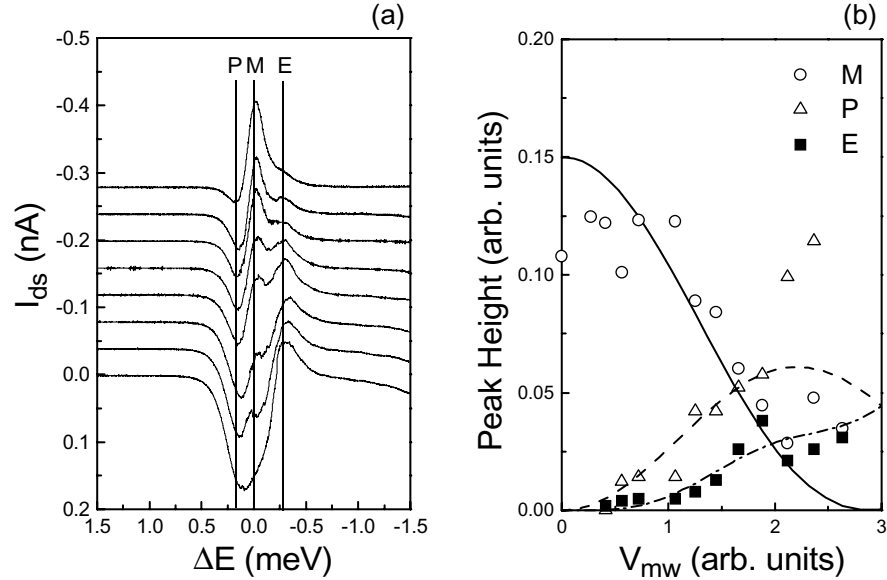 (a)
(b)
P M E
-0.5
-0.4
-0.3
-0.2
-0.1
0.0
0.1
0.2
I_ds (nA)
1.5 1.0 0.5 0.0 -0.5 -1.0 -1.5
ΔE (meV)
0.20
0.15
0.10
0.05
0.00
Peak Height (arb. units)
M
P
E
0 1 2 3
V_mw (arb. units)